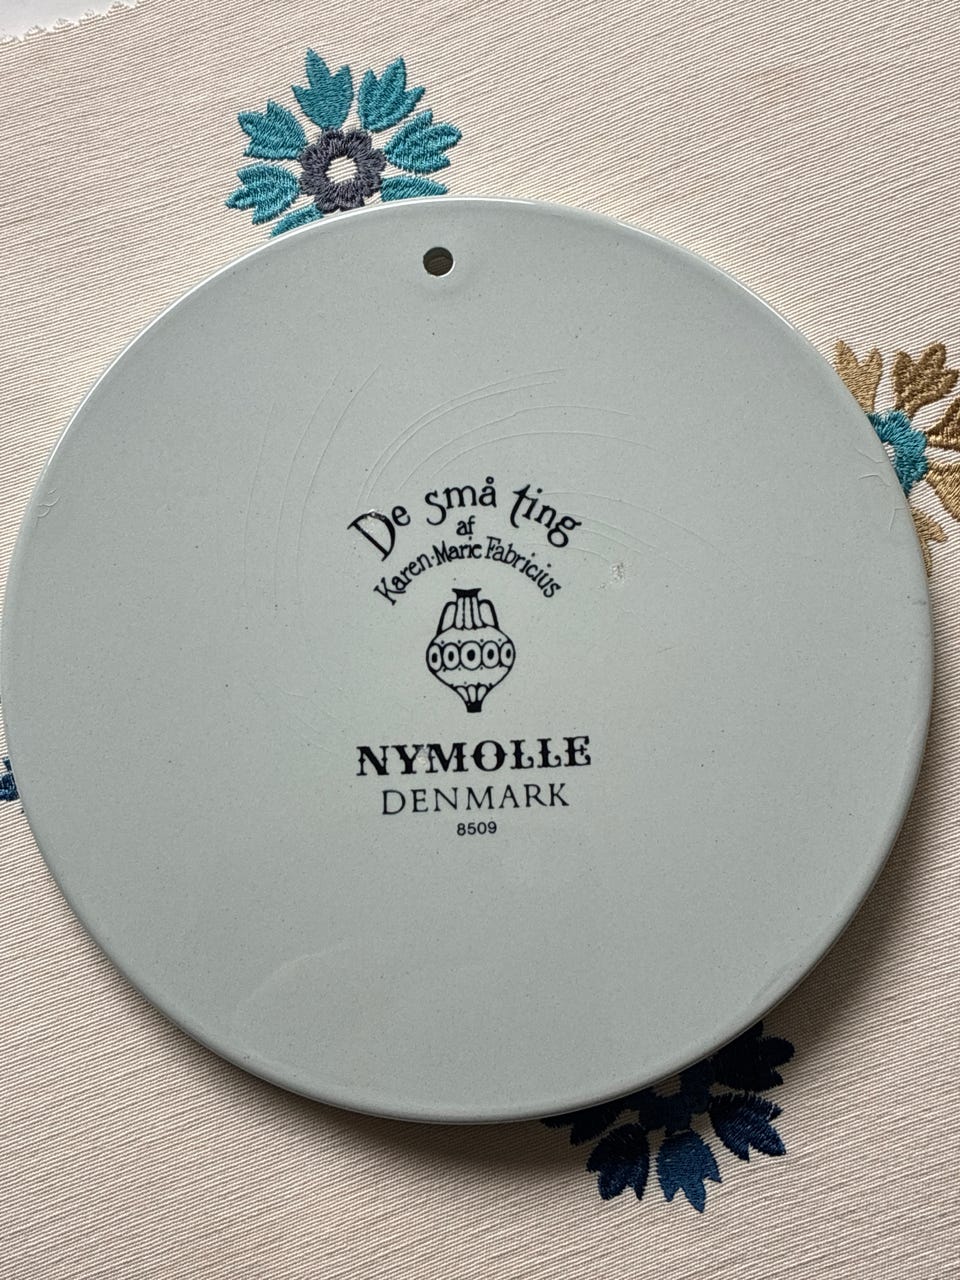 De små ting
af
Karen-Marie Fabricius
NYMOLLE
DENMARK
8509